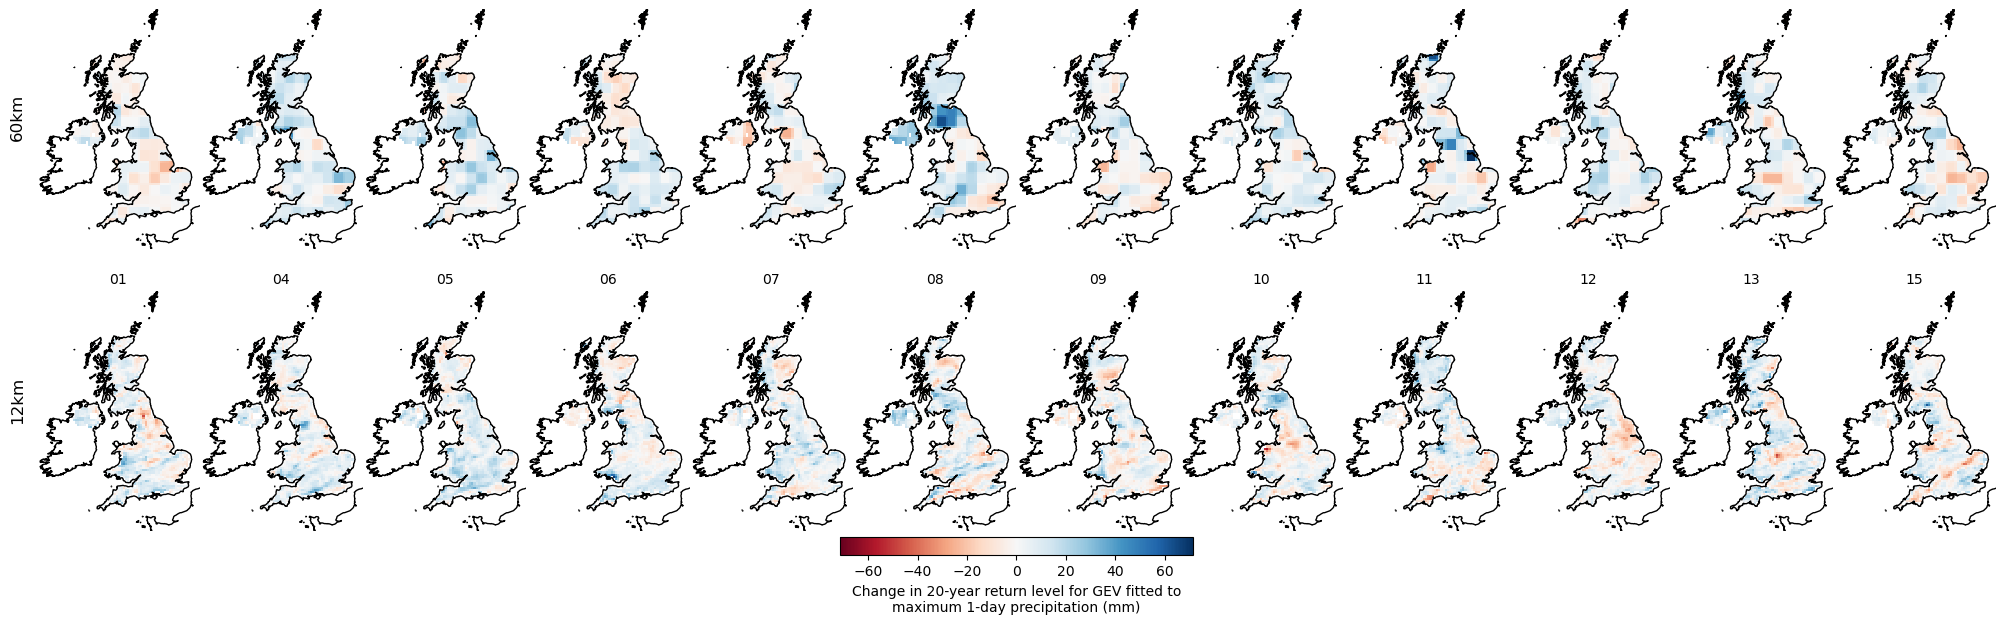 60km
01 04 05 06 07 08 09 10 11 12 13 15
12km
−60 −40 −20 0 20 40 60
Change in 20-year return level for GEV fitted to
maximum 1-day precipitation (mm)